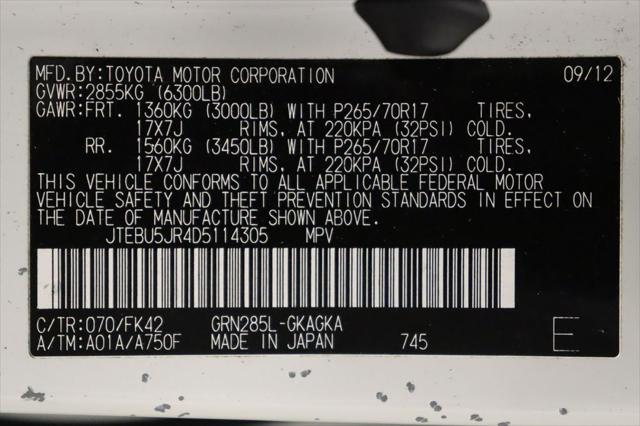 MFD.BY:TOYOTA MOTOR CORPORATION 09/12
GVWR:2855KG (6300LB)
GAWR:FRT. 1360KG (3000LB) WITH P265/70R17 TIRES,
17X7J RIMS, AT 220KPA (32PSI) COLD.
RR. 1560KG (3450LB) WITH P265/70R17 TIRES,
17X7J RIMS, AT 220KPA (32PSI) COLD.
THIS VEHICLE CONFORMS TO ALL APPLICABLE FEDERAL MOTOR
VEHICLE SAFETY AND THEFT PREVENTION STANDARDS IN EFFECT ON
THE DATE OF MANUFACTURE SHOWN ABOVE.
JTEBU5JR4D5114305 MPV
C/TR:070/FK42 GRN285L-GKAGKA
A/TM:A01A/A750F MADE IN JAPAN 745 E